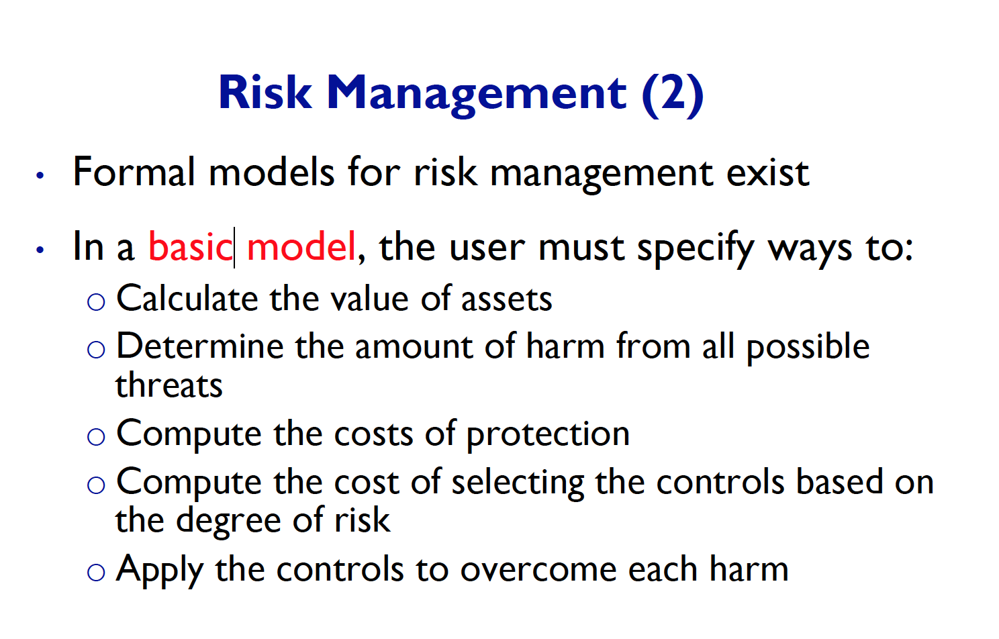 Risk Management (2)
• Formal models for risk management exist
• In a basic model, the user must specify ways to:
○ Calculate the value of assets
○ Determine the amount of harm from all possible
threats
○ Compute the costs of protection
○ Compute the cost of selecting the controls based on
the degree of risk
○ Apply the controls to overcome each harm